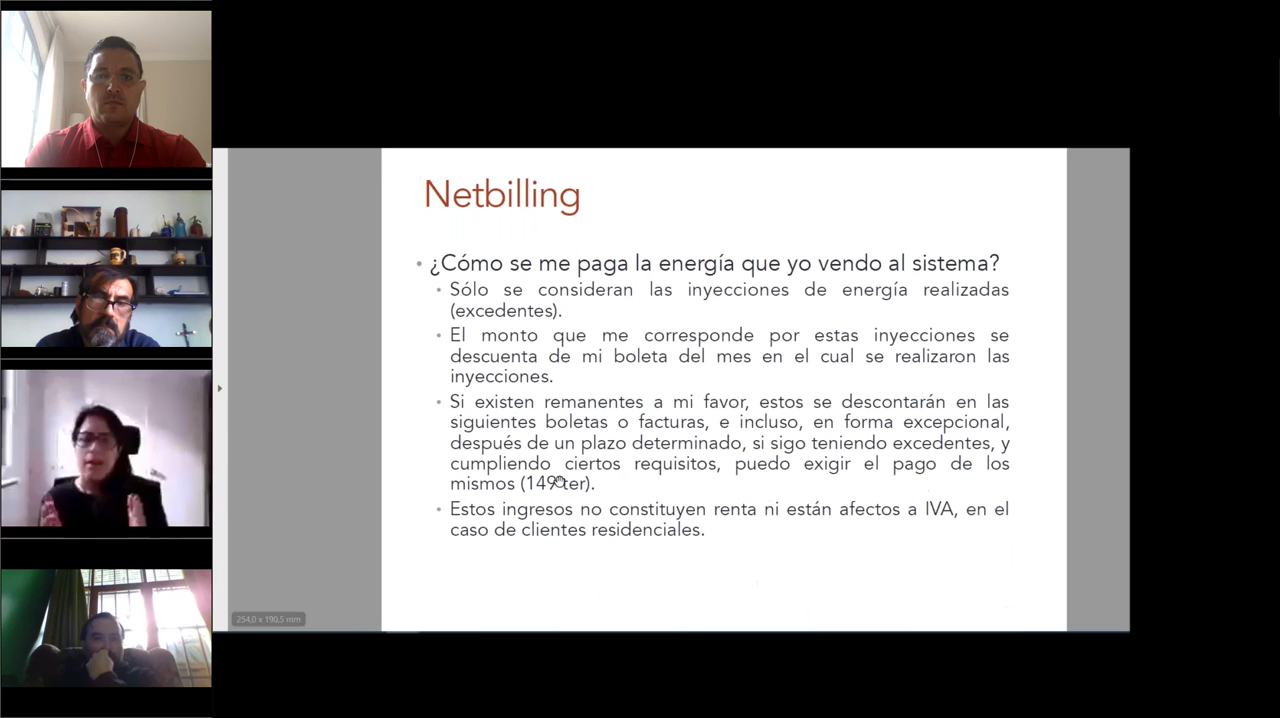 Netbilling
• ¿Cómo se me paga la energía que yo vendo al sistema?
• Sólo se consideran las inyecciones de energía realizadas
(excedentes).
• El monto que me corresponde por estas inyecciones se
descuenta de mi boleta del mes en el cual se realizaron las
inyecciones.
• Si existen remanentes a mi favor, estos se descontarán en las
siguientes boletas o facturas, e incluso, en forma excepcional,
después de un plazo determinado, si sigo teniendo excedentes, y
cumpliendo ciertos requisitos, puedo exigir el pago de los
mismos (149 ter).
• Estos ingresos no constituyen renta ni están afectos a IVA, en el
caso de clientes residenciales.
254,0 x 190,5 mm